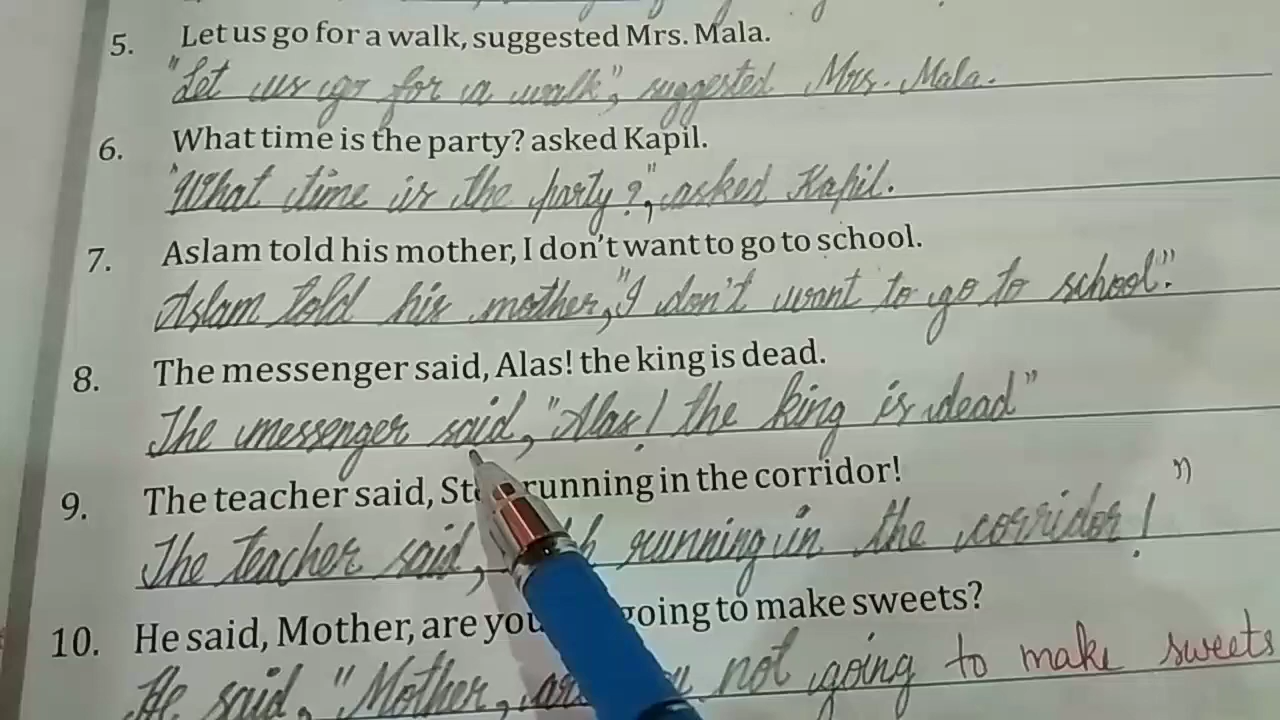 5. Let us go for a walk, suggested Mrs. Mala.
"Let us go for a walk", suggested Mrs. Mala.
6. What time is the party? asked Kapil.
"What time is the party?", asked Kapil.
7. Aslam told his mother, I don't want to go to school.
Aslam told his mother, "I don't want to go to school."
8. The messenger said, Alas! the king is dead.
The messenger said, "Alas! the king is dead"
9. The teacher said, running in the corridor!
The teacher said, running in the corridor!"
10. He said, Mother, are you going to make sweets?
He said, "Mother, not going to make sweets